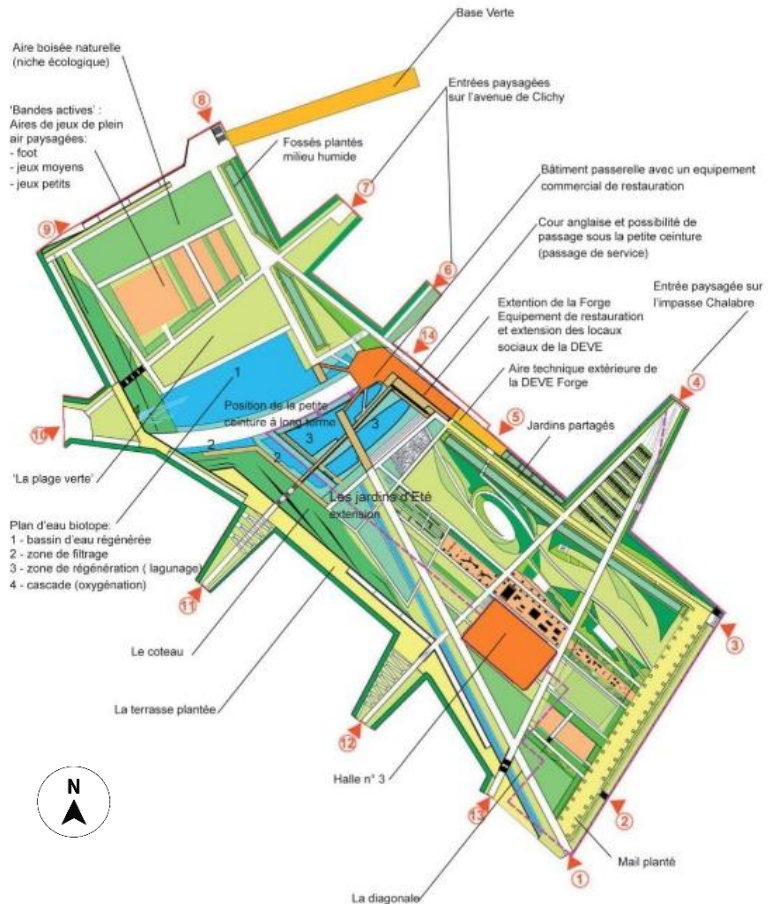 Base Verte
Aire boisée naturelle
(niche écologique)
Entrées paysagées
sur l'avenue de Clichy
8
'Bandes actives' :
Aires de jeux de plein
air paysagées:
- foot
- jeux moyens
- jeux petits
Fossés plantés
milieu humide
Bâtiment passerelle avec un equipement
commercial de restauration
7
9
Cour anglaise et possibilité de
passage sous la petite ceinture
(passage de service)
6
Entrée paysagée sur
l'impasse Chalabre
Extention de la Forge
Equipement de restauration
et extension des locaux
sociaux de la DEVE
14
Aire technique extérieure de
la DEVE Forge
1
4
Position de la petite
ceinture à long terme
3
3
5
Jardins partagés
10
2
2
'La plage verte'
Les jardins d'Eté
extension
Plan d'eau biotope:
1 - bassin d'eau régénérée
2 - zone de filtrage
3 - zone de régénération ( lagunage)
4 - cascade (oxygénation)
11
3
Le coteau
La terrasse plantée
12
N
Halle n° 3
13
2
Mail planté
1
La diagonale